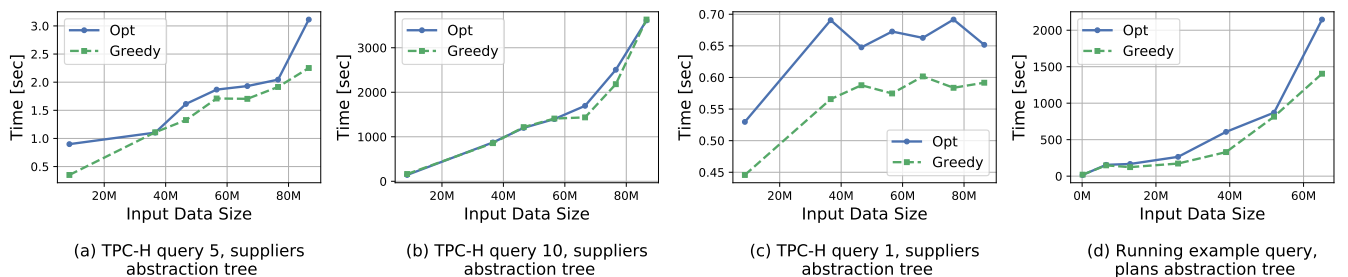 3.0
2.5
2.0
1.5
1.0
0.5
Time [sec]
Opt
Greedy
20M
40M
60M
80M
Input Data Size
(a) TPC-H query 5, suppliers
abstraction tree
3000
2000
1000
0
Time [sec]
Opt
Greedy
20M
40M
60M
80M
Input Data Size
(b) TPC-H query 10, suppliers
abstraction tree
0.70
0.65
0.60
0.55
0.50
0.45
Time [sec]
Opt
Greedy
20M
40M
60M
80M
Input Data Size
(c) TPC-H query 1, suppliers
abstraction tree
2000
1500
1000
500
0
Time [sec]
Opt
Greedy
0M
20M
40M
60M
Input Data Size
(d) Running example query,
plans abstraction tree